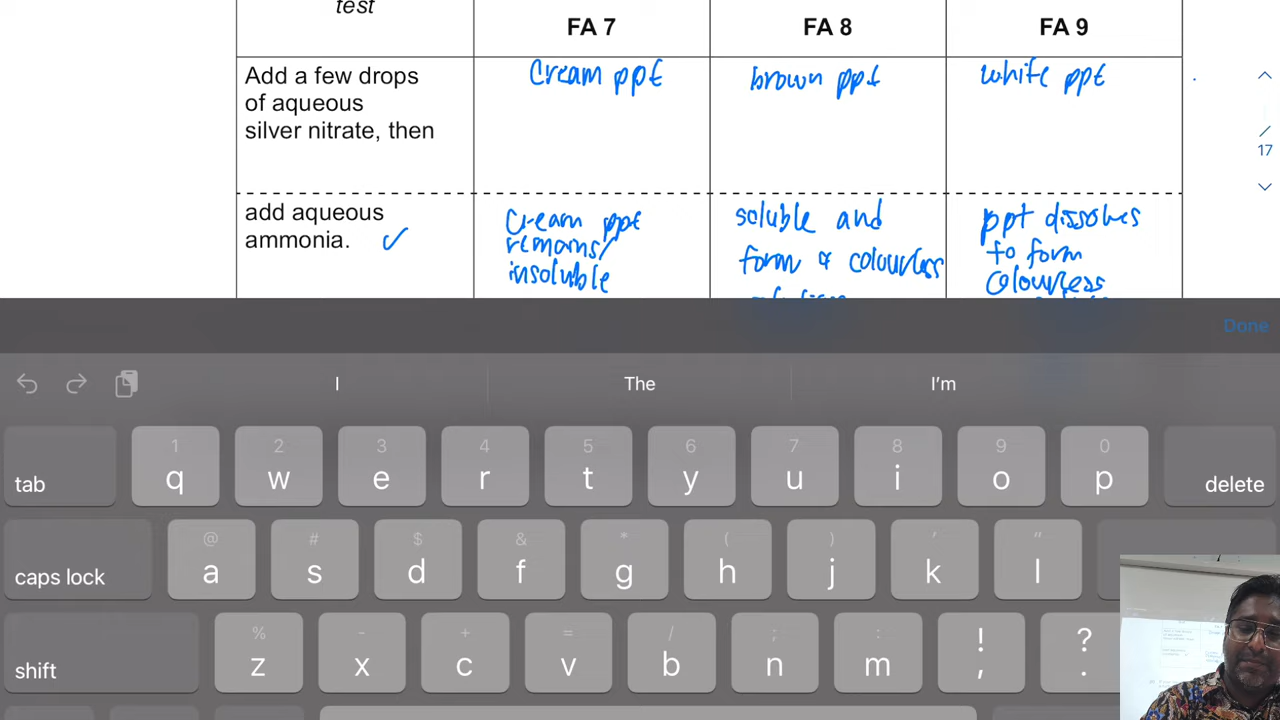 test
FA 7
FA 8
FA 9
Add a few drops
of aqueous
silver nitrate, then
Cream ppt
brown ppt
white ppt
17
add aqueous
ammonia. ✓
Cream ppt
remains/
insoluble
soluble and
form a colourless
ppt dissolves
to form
Colourless
Done
I
The
I'm
1 2 3 4 5 6 7 8 9 0
tab q w e r t y u i o p delete
@ # $ & * ( ) ' "
caps lock a s d f g h j k l
% - + = / ; : ! ?
shift z x c v b n m , .